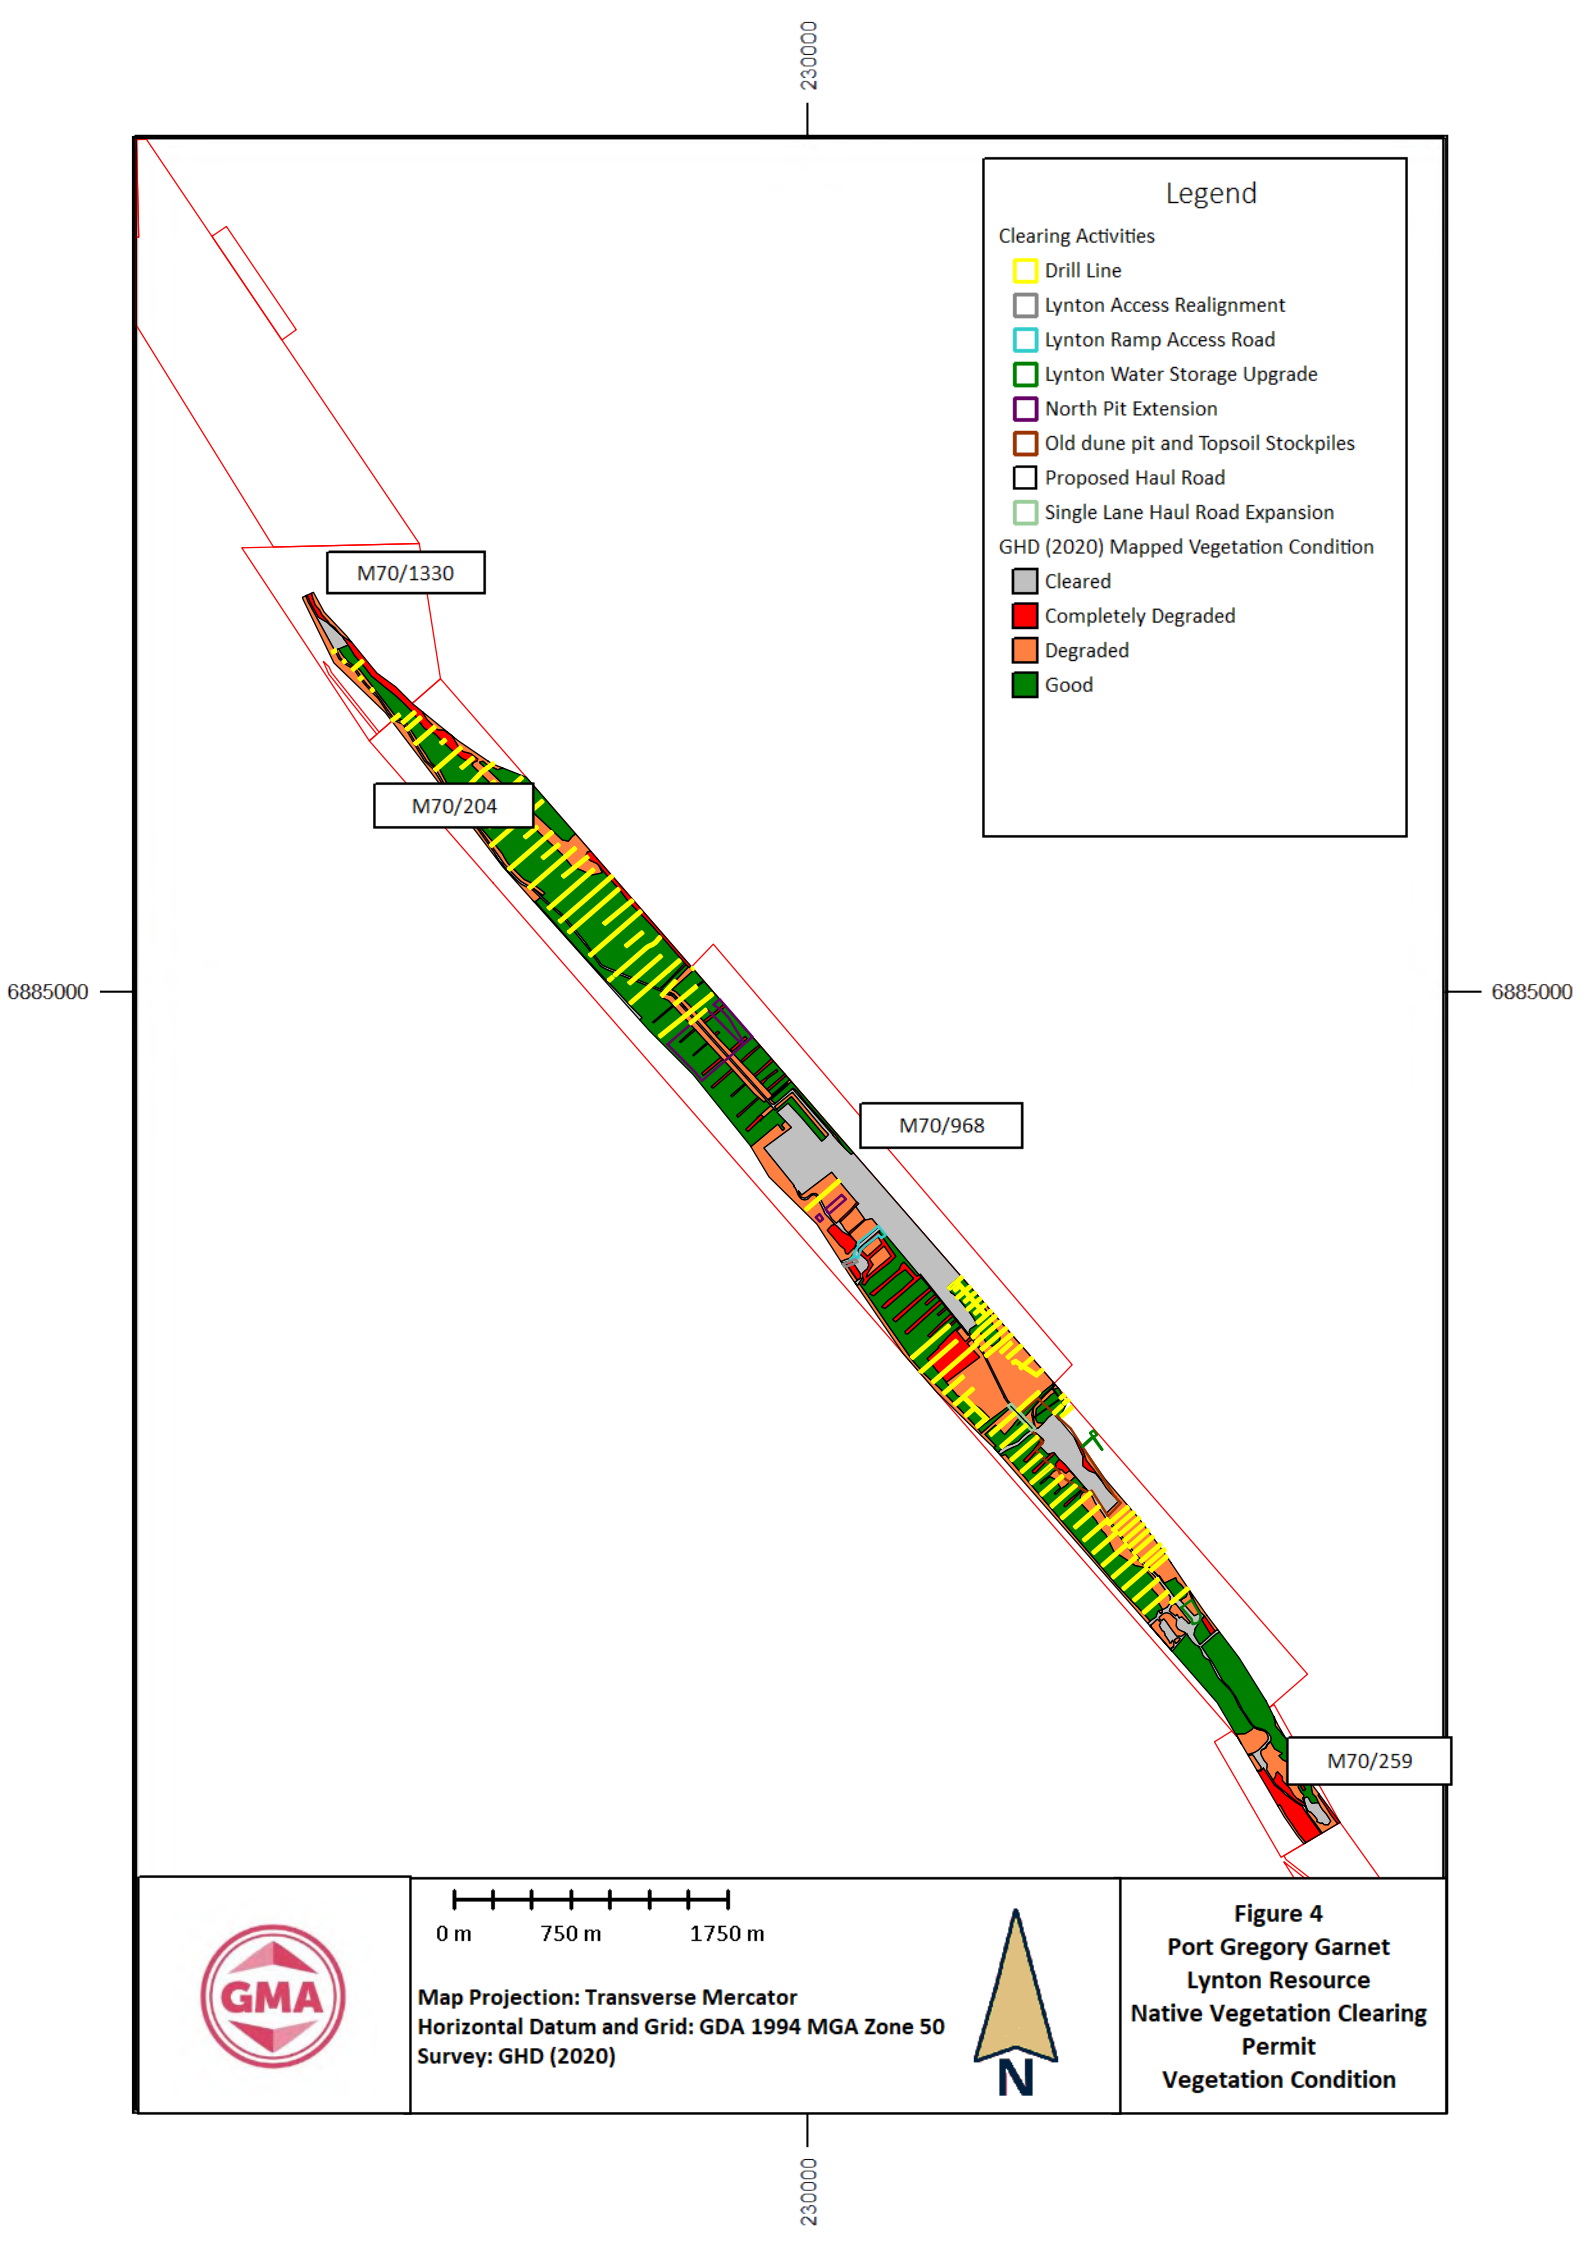 230000
Legend
Clearing Activities
Drill Line
Lynton Access Realignment
Lynton Ramp Access Road
Lynton Water Storage Upgrade
North Pit Extension
Old dune pit and Topsoil Stockpiles
Proposed Haul Road
Single Lane Haul Road Expansion
GHD (2020) Mapped Vegetation Condition
Cleared
Completely Degraded
Degraded
Good
M70/1330
M70/204
6885000
6885000
M70/968
M70/259
GMA
0 m 750 m 1750 m
Map Projection: Transverse Mercator
Horizontal Datum and Grid: GDA 1994 MGA Zone 50
Survey: GHD (2020)
N
Figure 4
Port Gregory Garnet
Lynton Resource
Native Vegetation Clearing
Permit
Vegetation Condition
230000